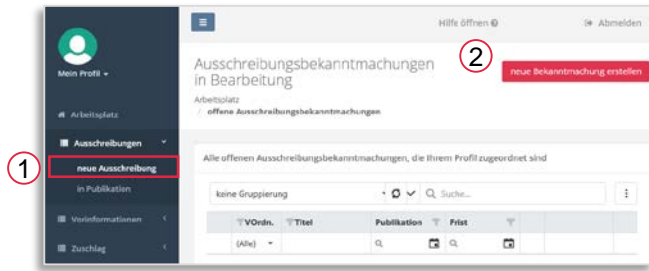 Hilfe öffnen
Abmelden
Mein Profil
Ausschreibungsbekanntmachungen
in Bearbeitung
2
neue Bekanntmachung erstellen
Arbeitsplatz
/ offene Ausschreibungsbekanntmachungen
Arbeitsplatz
Ausschreibungen
1
neue Ausschreibung
in Publikation
Vorinformationen
Zuschlag
Alle offenen Ausschreibungsbekanntmachungen, die Ihrem Profil zugeordnet sind
keine Gruppierung
Suche...
VOrdn. Titel Publikation Frist
(Alle)